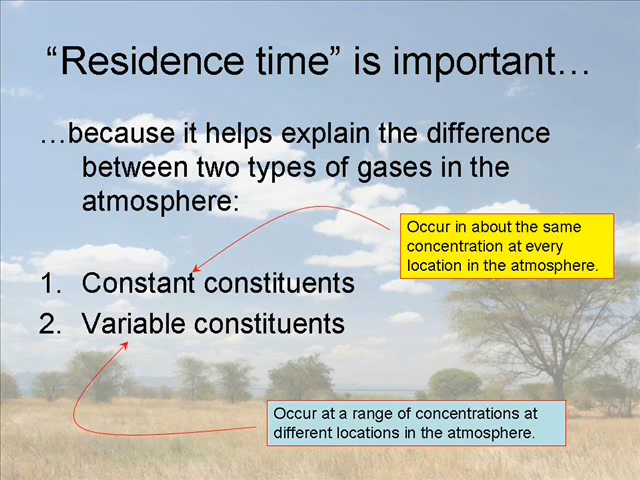 “Residence time” is important…
…because it helps explain the difference
between two types of gases in the
atmosphere:
Occur in about the same
concentration at every
location in the atmosphere.
1. Constant constituents
2. Variable constituents
Occur at a range of concentrations at
different locations in the atmosphere.